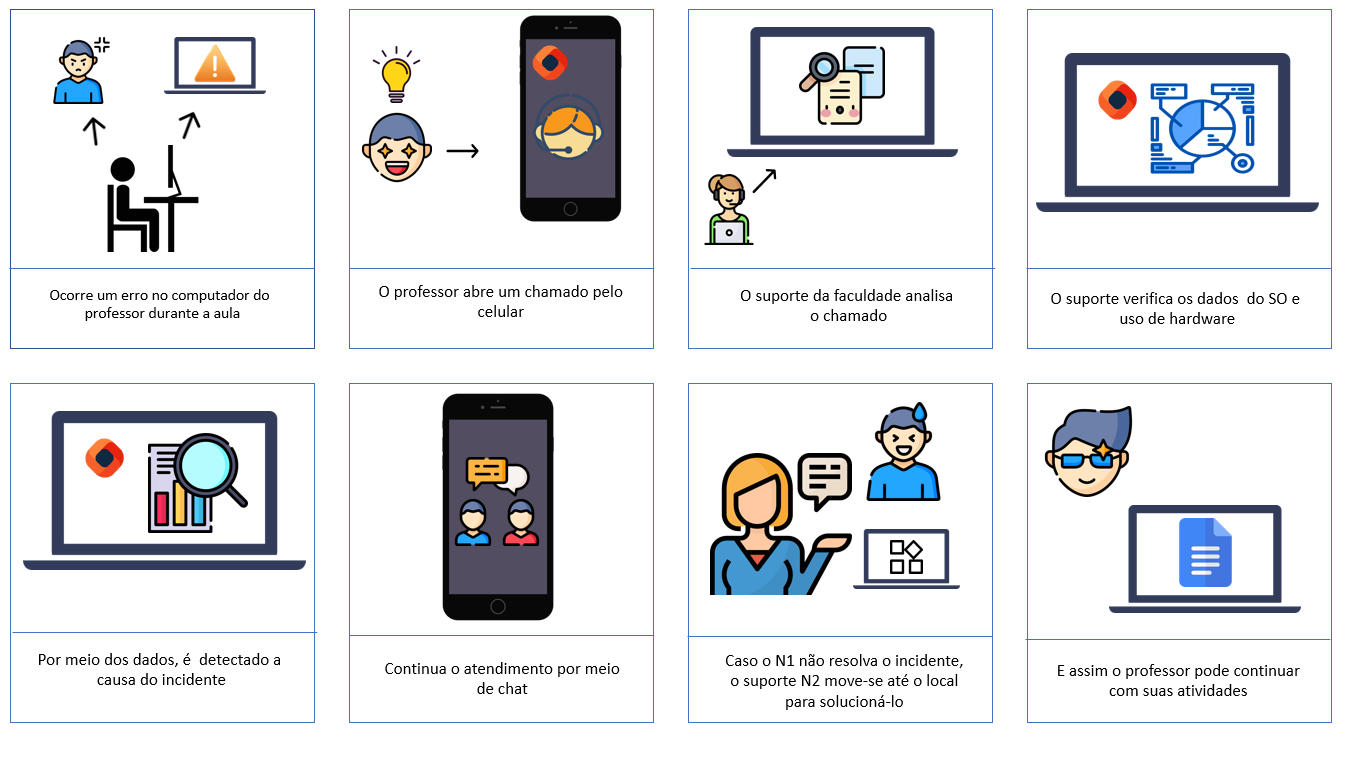 Ocorre um erro no computador do
professor durante a aula
O professor abre um chamado pelo
celular
O suporte da faculdade analisa
o chamado
O suporte verifica os dados  do SO e
uso de hardware
Por meio dos dados, é  detectado a
causa do incidente
Continua o atendimento por meio
de chat
Caso o N1 não resolva o incidente,
o suporte N2 move-se até o local
para solucioná-lo
E assim o professor pode continuar
com suas atividades